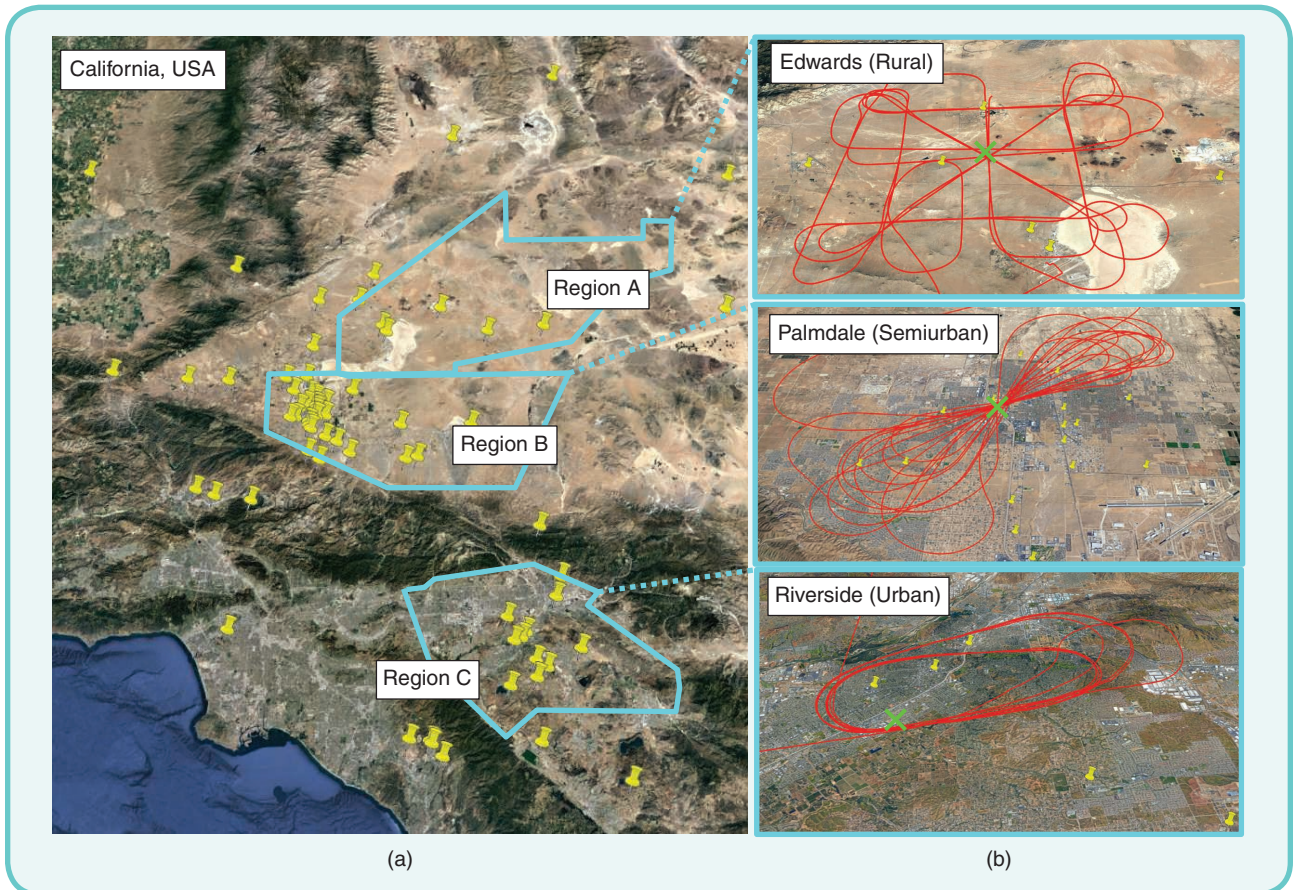 California, USA
Region A
Region B
Region C
(a)
Edwards (Rural)
Palmdale (Semiurban)
Riverside (Urban)
(b)